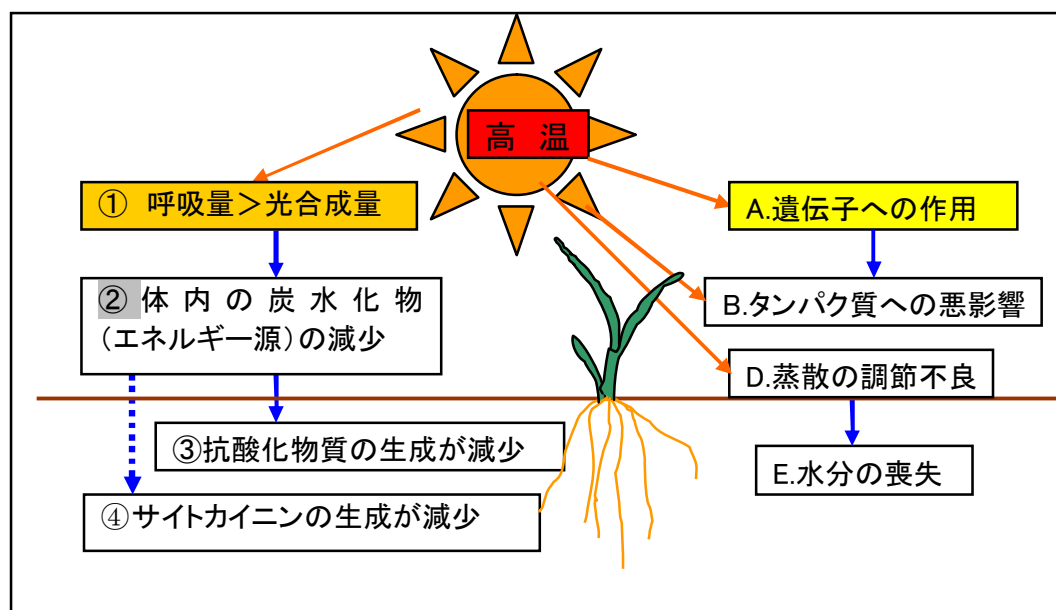 高 温
① 呼吸量＞光合成量
② 体内の炭水化物
（エネルギー源）の減少
③抗酸化物質の生成が減少
④サイトカイニンの生成が減少
A.遺伝子への作用
B.タンパク質への悪影響
D.蒸散の調節不良
E.水分の喪失